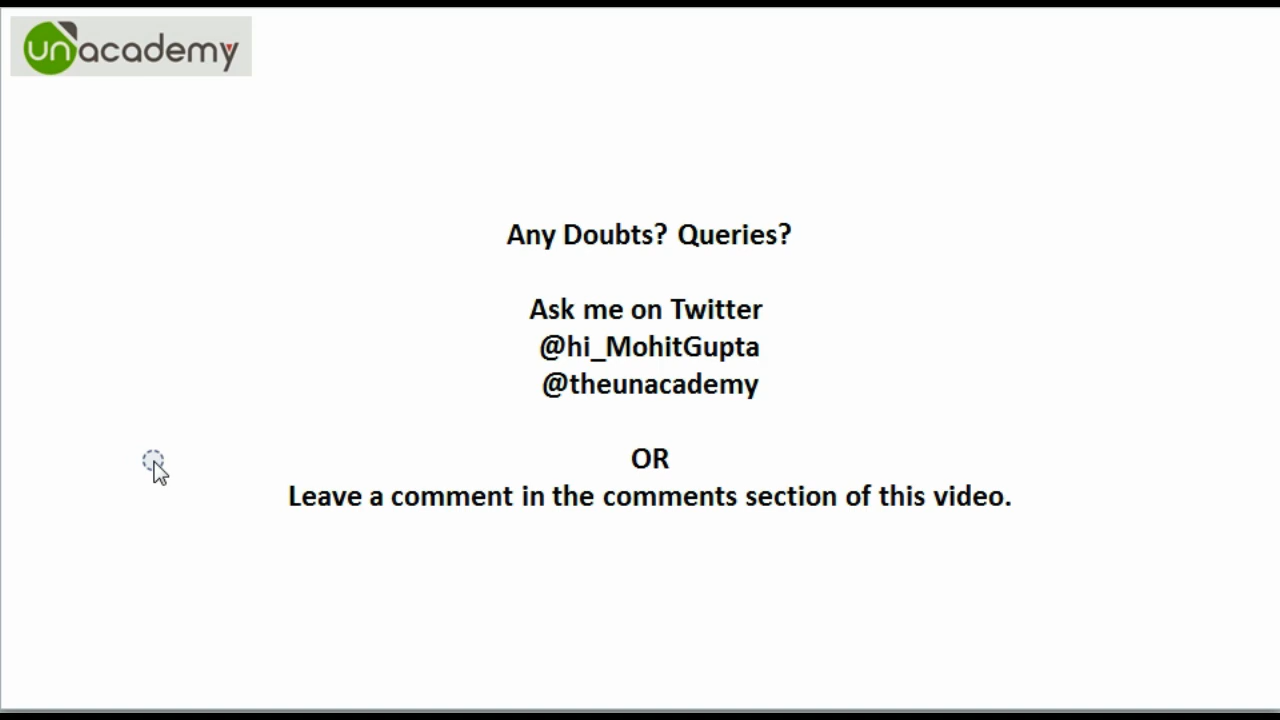 unacademy
Any Doubts? Queries?
Ask me on Twitter
@hi_MohitGupta
@theunacademy
OR
Leave a comment in the comments section of this video.